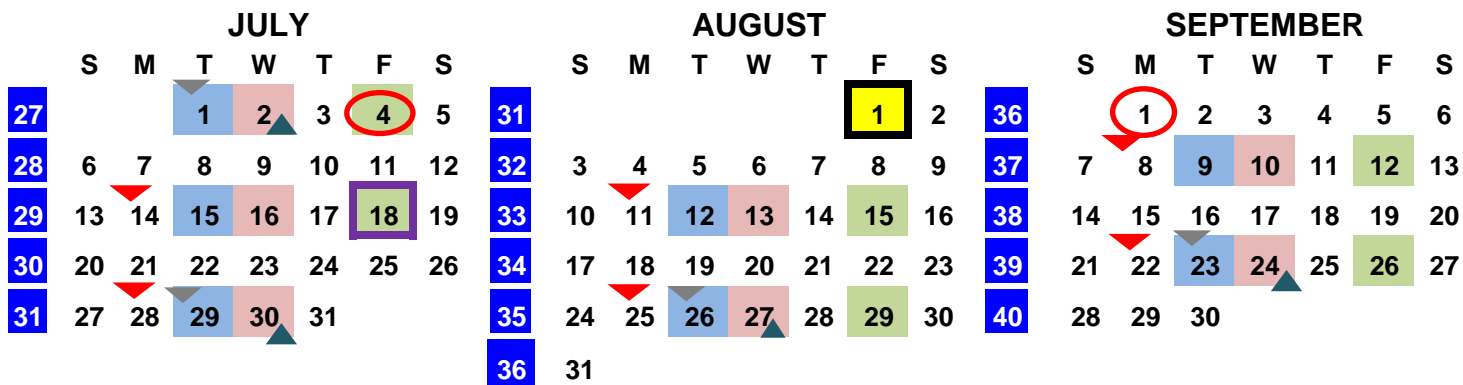 JULY
S M T W T F S
27 1 2 3 4 5
28 6 7 8 9 10 11 12
29 13 14 15 16 17 18 19
30 20 21 22 23 24 25 26
31 27 28 29 30 31
AUGUST
S M T W T F S
31 1 2
32 3 4 5 6 7 8 9
33 10 11 12 13 14 15 16
34 17 18 19 20 21 22 23
35 24 25 26 27 28 29 30
36 31
SEPTEMBER
S M T W T F S
36 1 2 3 4 5 6
37 7 8 9 10 11 12 13
38 14 15 16 17 18 19 20
39 21 22 23 24 25 26 27
40 28 29 30